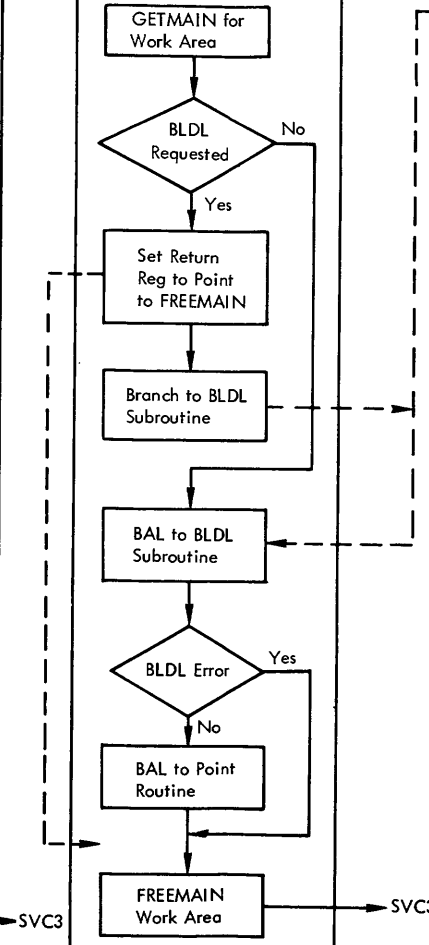 GETMAIN for
Work Area
BLDL
Requested
No
Yes
Set Return
Reg to Point
to FREEMAIN
Branch to BLDL
Subroutine
BAL to BLDL
Subroutine
BLDL Error
Yes
No
BAL to Point
Routine
FREEMAIN
Work Area
SVC3
SVC3